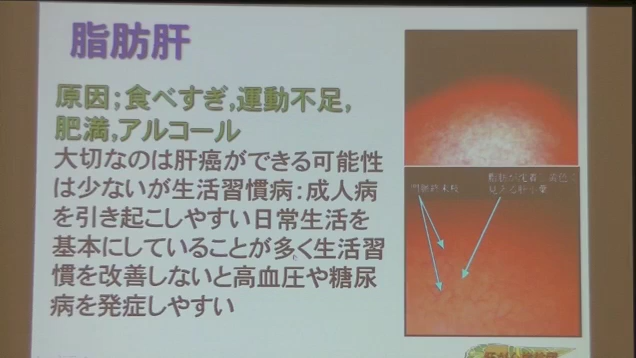 脂肪肝
原因;食べすぎ,運動不足,
肥満,アルコール
大切なのは肝癌ができる可能性
は少ないが生活習慣病:成人病
を引き起こしやすい日常生活を
基本にしていることが多く生活習
慣を改善しないと高血圧や糖尿
病を発症しやすい
門脈終末枝